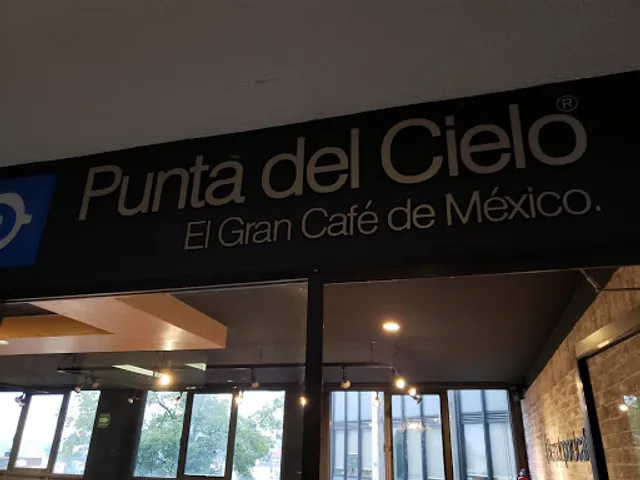 Punta del Cielo®
El Gran Café de México.